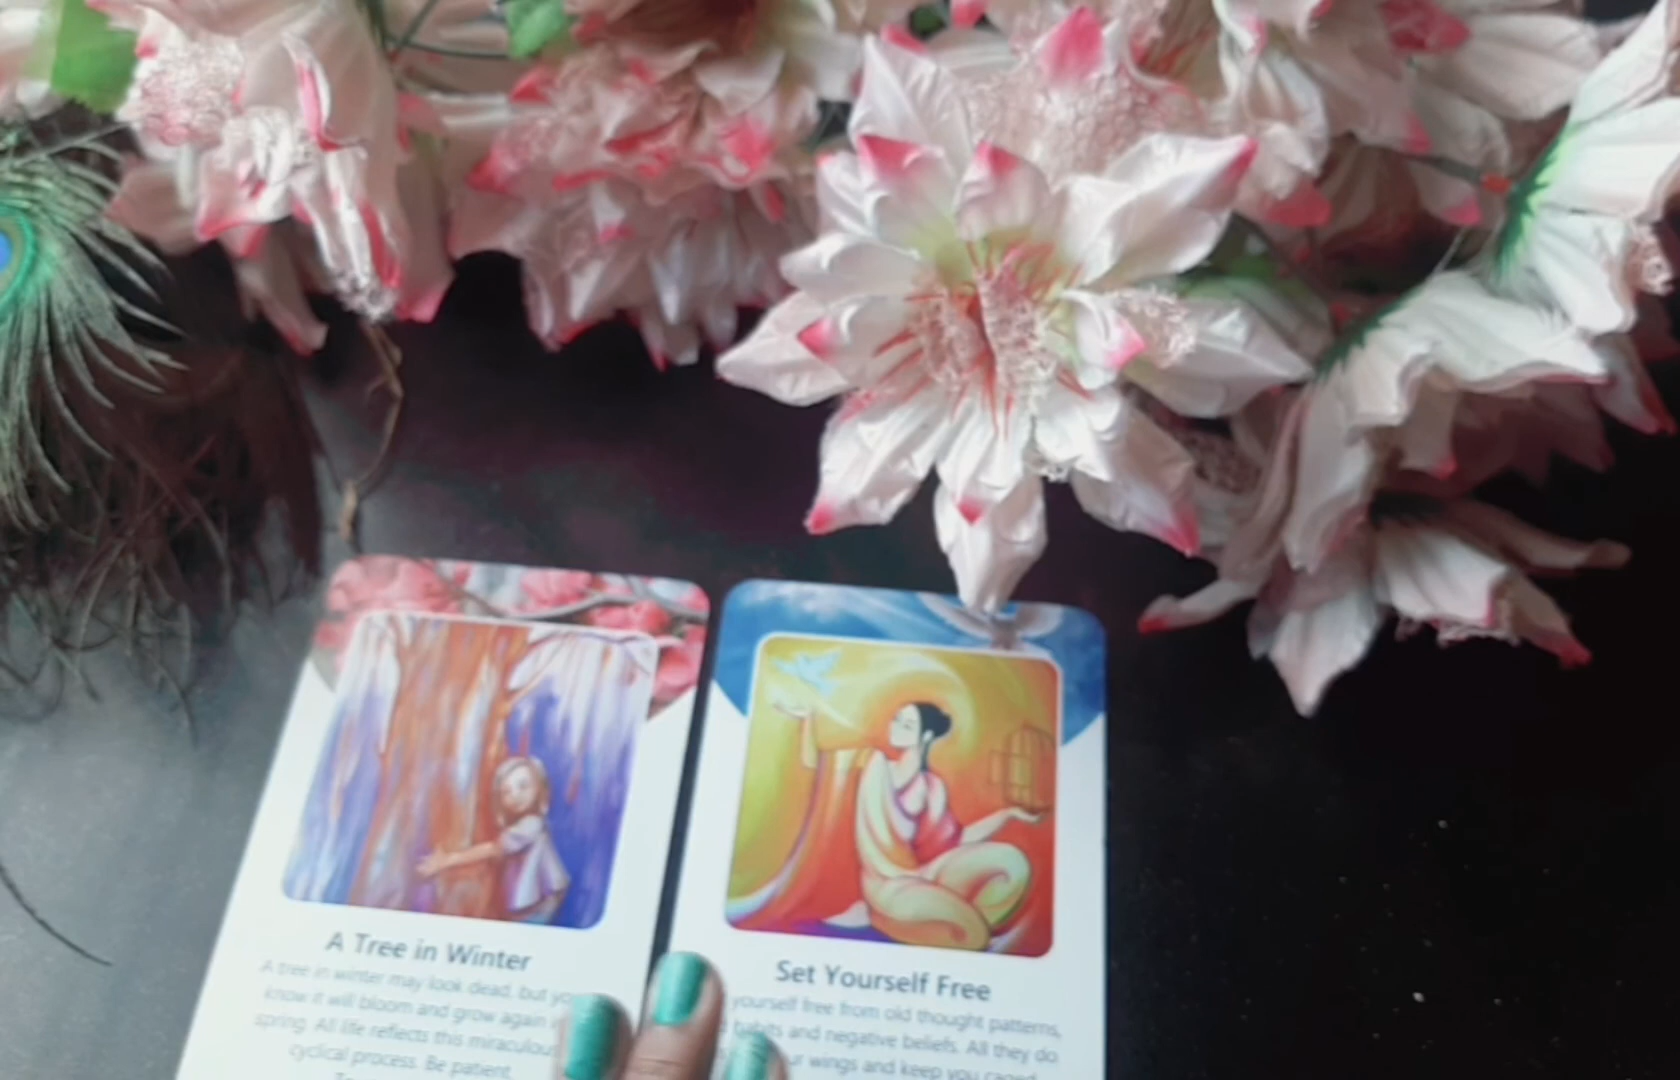 A Tree in Winter
A tree in winter may look dead, but you
know it will bloom and grow again
spring. All life reflects this miraculous
cyclical process. Be patient.
Set Yourself Free
yourself free from old thought patterns,
habits and negative beliefs. All they do
wings and keep you caged